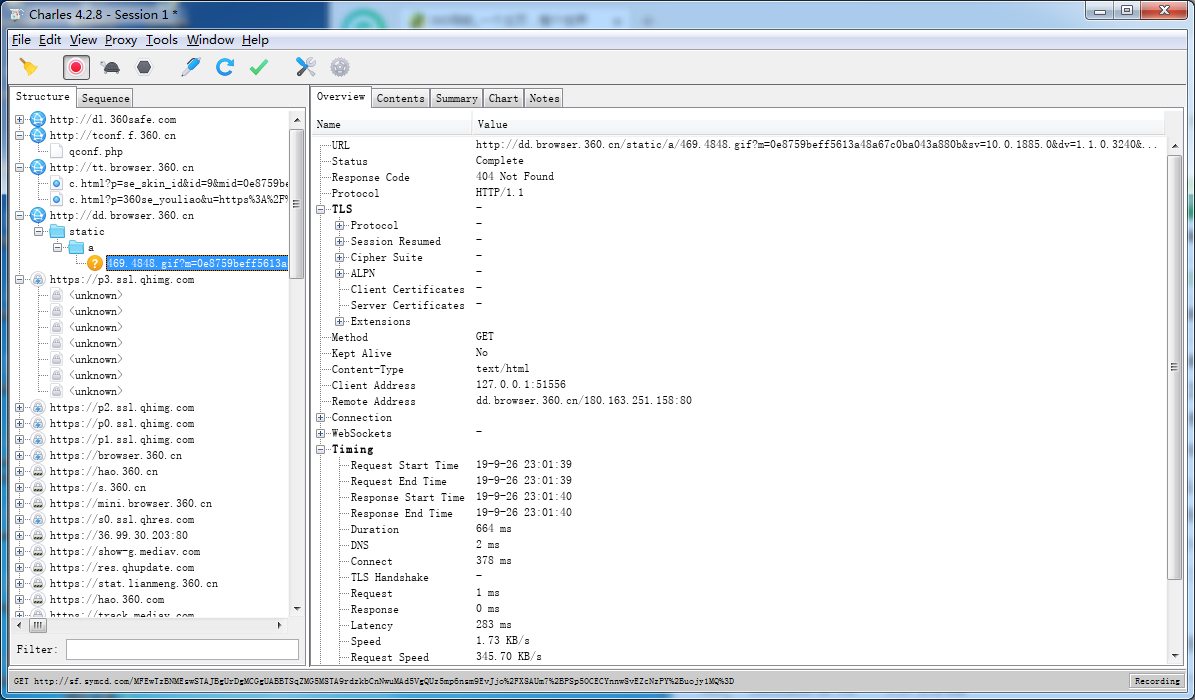 Charles 4.2.8 - Session 1 *
File Edit View Proxy Tools Window Help
Structure Sequence
http://dl.360safe.com
http://tconf.f.360.cn
qconf.php
http://tt.browser.360.cn
c.html?p=se_skin_id&id=9&mid=0e8759be
c.html?p=360se_youliao&u=https%3A%2F%
http://dd.browser.360.cn
static
a
469.4848.gif?m=0e8759beff5613a
https://p3.ssl.qhimg.com
<unknown>
<unknown>
<unknown>
<unknown>
<unknown>
<unknown>
<unknown>
https://p2.ssl.qhimg.com
https://p0.ssl.qhimg.com
https://p1.ssl.qhimg.com
https://browser.360.cn
https://hao.360.cn
https://s.360.cn
https://mini.browser.360.cn
https://s0.ssl.qhres.com
https://36.99.30.203:80
https://show-g.mediav.com
https://res.qhupdate.com
https://stat.lianmeng.360.cn
https://hao.360.com
https://track.mediav.com
Filter:
Overview Contents Summary Chart Notes
Name Value
URL http://dd.browser.360.cn/static/a/469.4848.gif?m=0e8759beff5613a48a67c0ba043a880b&sv=10.0.1885.0&dv=1.1.0.3240&...
Status Complete
Response Code 404 Not Found
Protocol HTTP/1.1
TLS -
Protocol -
Session Resumed -
Cipher Suite -
ALPN -
Client Certificates -
Server Certificates -
Extensions
Method GET
Kept Alive No
Content-Type text/html
Client Address 127.0.0.1:51556
Remote Address dd.browser.360.cn/180.163.251.158:80
Connection
WebSockets -
Timing
Request Start Time 19-9-26 23:01:39
Request End Time 19-9-26 23:01:39
Response Start Time 19-9-26 23:01:40
Response End Time 19-9-26 23:01:40
Duration 664 ms
DNS 2 ms
Connect 378 ms
TLS Handshake -
Request 1 ms
Response 0 ms
Latency 283 ms
Speed 1.73 KB/s
Request Speed 345.70 KB/s
GET http://sf.symcd.com/MFEwTzBNMEswSTAJBgUrDgMCGgUABBTSqZMG5M8TA9rdzkbCnNwuMAd5VgQUz5mp6nsm9EvJjo%2FX8AUm7%2BPSp50CECYnnwSvEZcNzPY%2Buojy1MQ%3D
Recording